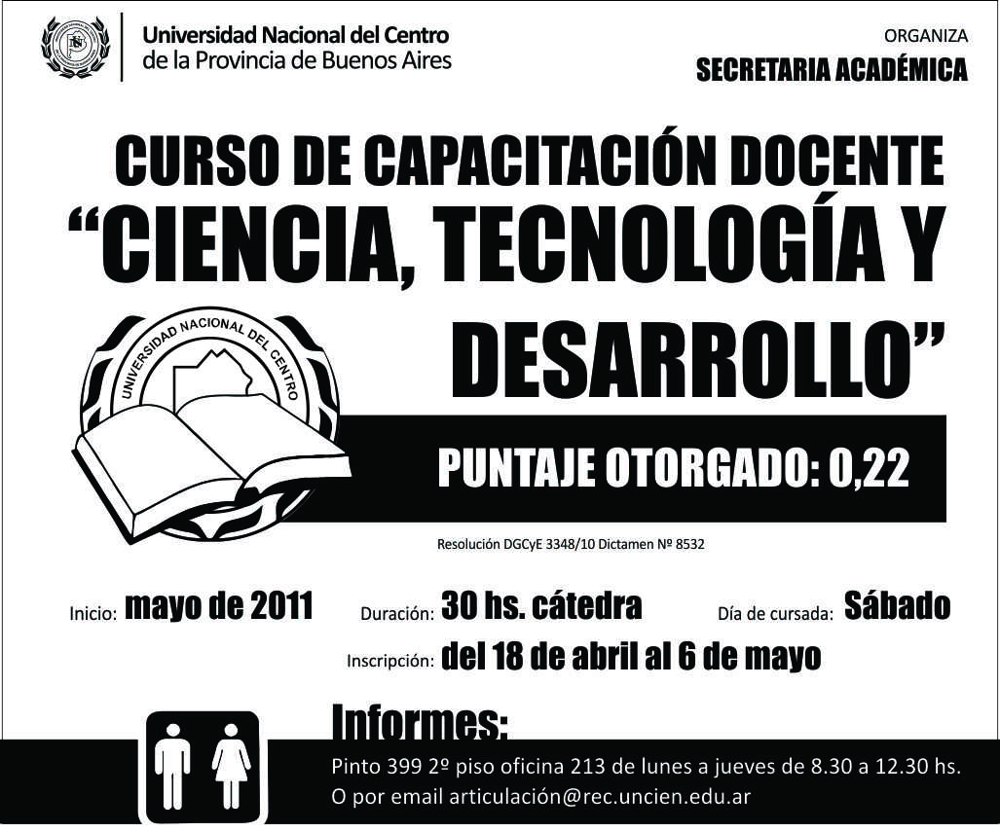 Universidad Nacional del Centro
de la Provincia de Buenos Aires
ORGANIZA
SECRETARIA ACADÉMICA
CURSO DE CAPACITACIÓN DOCENTE
“CIENCIA, TECNOLOGÍA Y
DESARROLLO”
UNIVERSIDAD NACIONAL DEL CENTRO
PUNTAJE OTORGADO: 0,22
Resolución DGCyE 3348/10 Dictamen Nº 8532
Inicio: mayo de 2011 Duración: 30 hs. cátedra Día de cursada: Sábado
Inscripción: del 18 de abril al 6 de mayo
Informes:
Pinto 399 2º piso oficina 213 de lunes a jueves de 8.30 a 12.30 hs.
O por email articulación@rec.uncien.edu.ar